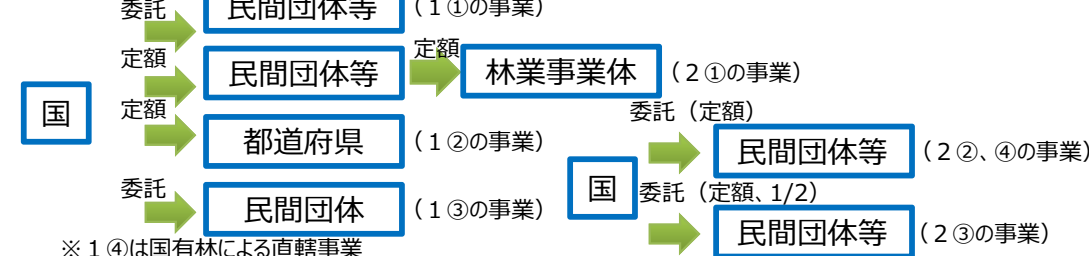 委託 民間団体等 （１①の事業）
定額 民間団体等 定額 林業事業体 （２①の事業）
国
定額 都道府県 （１②の事業）
委託 民間団体 （１③の事業）
※１④は国有林による直轄事業
国
委託（定額） 民間団体等 （２②、④の事業）
委託（定額、1/2） 民間団体等 （２③の事業）